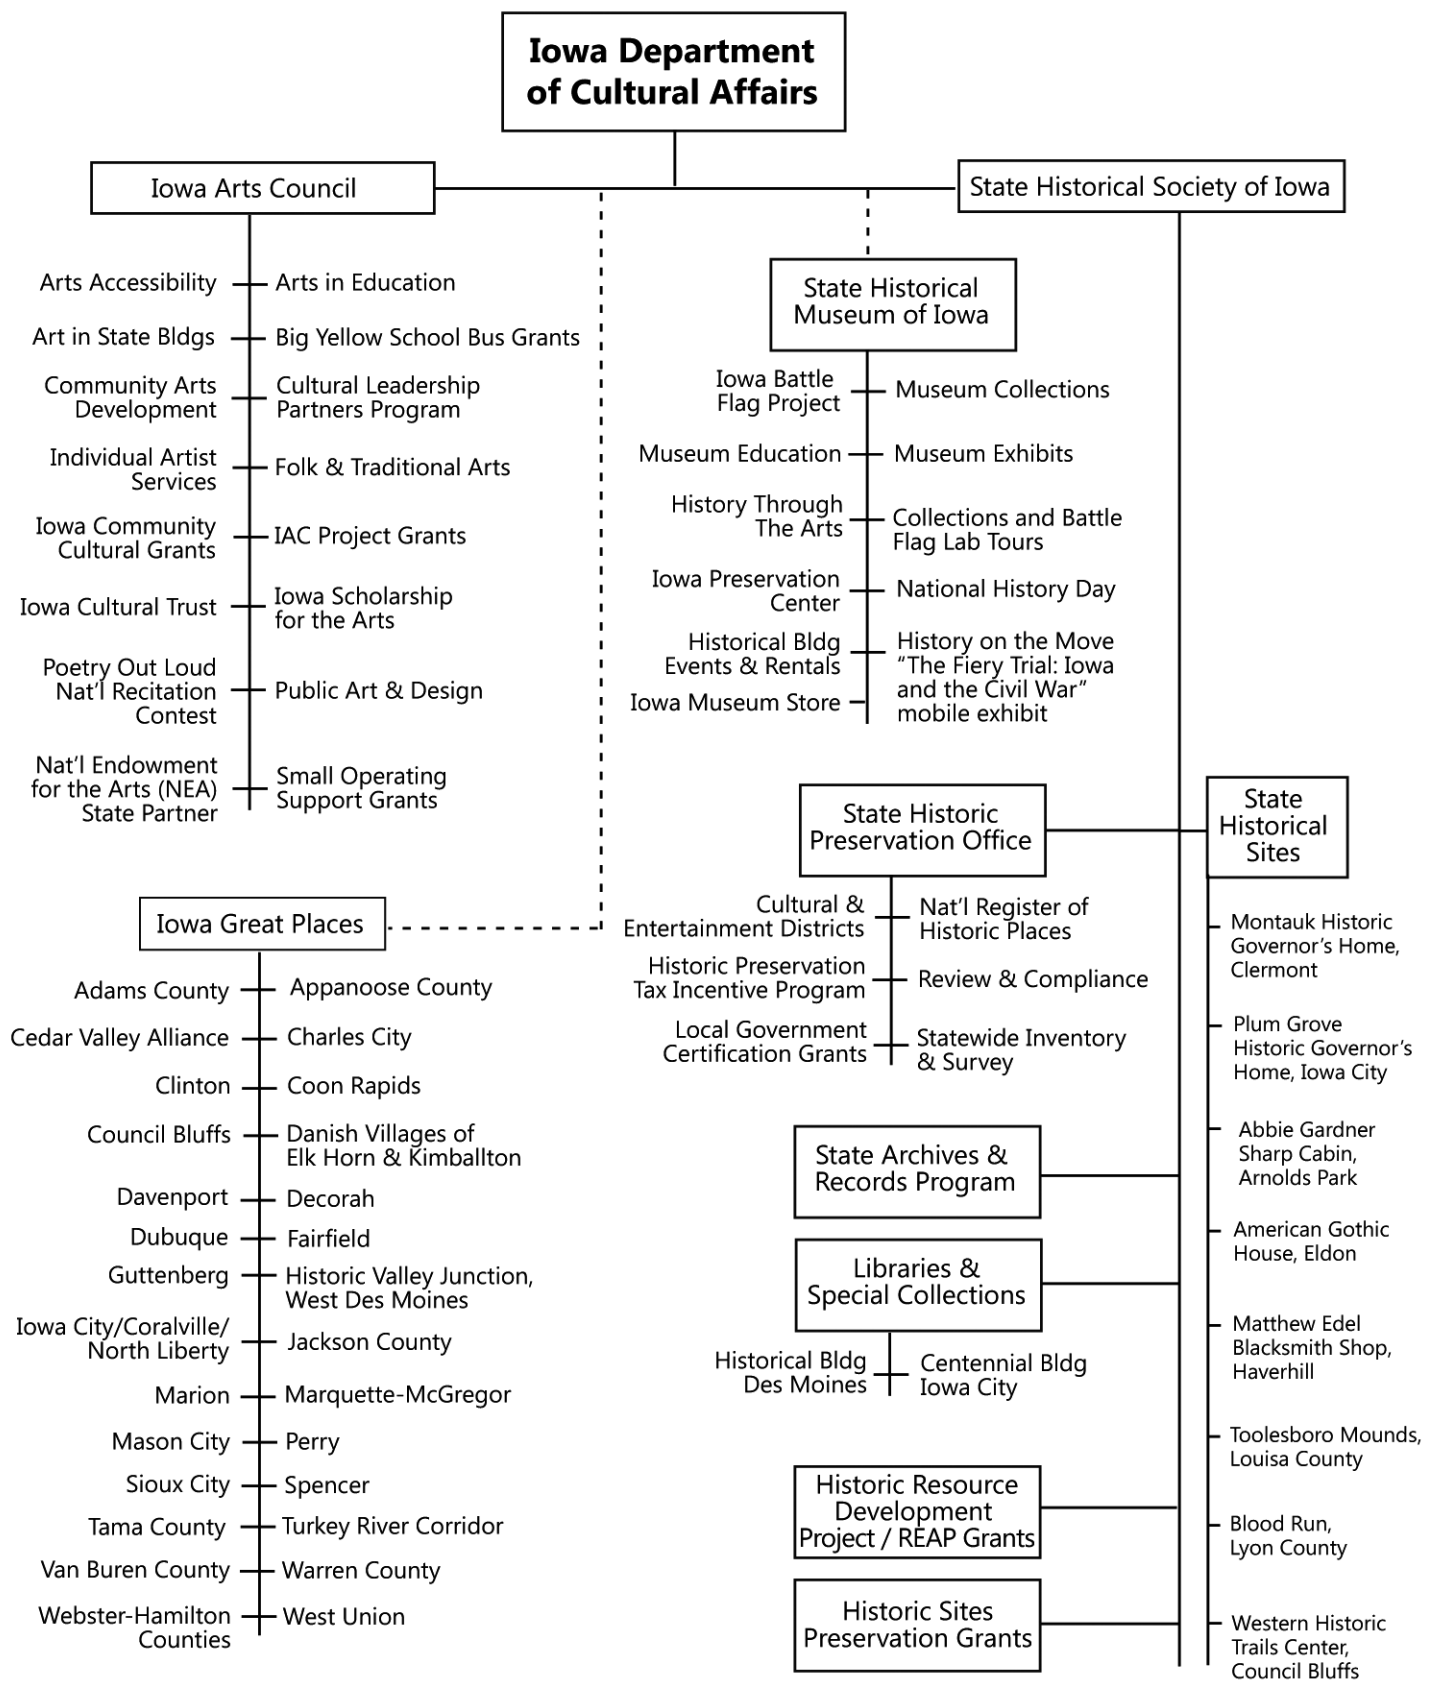 Iowa Department
of Cultural Affairs
Iowa Arts Council
State Historical Society of Iowa
Arts Accessibility
Arts in Education
Art in State Bldgs
Big Yellow School Bus Grants
Community Arts
Development
Cultural Leadership
Partners Program
Individual Artist
Services
Folk & Traditional Arts
Iowa Community
Cultural Grants
IAC Project Grants
Iowa Cultural Trust
Iowa Scholarship
for the Arts
Poetry Out Loud
Nat'l Recitation
Contest
Public Art & Design
Nat'l Endowment
for the Arts (NEA)
State Partner
Small Operating
Support Grants
Iowa Great Places
Adams County
Appanoose County
Cedar Valley Alliance
Charles City
Clinton
Coon Rapids
Council Bluffs
Danish Villages of
Elk Horn & Kimballton
Davenport
Decorah
Dubuque
Fairfield
Guttenberg
Historic Valley Junction,
West Des Moines
Iowa City/Coralville/
North Liberty
Jackson County
Marion
Marquette-McGregor
Mason City
Perry
Sioux City
Spencer
Tama County
Turkey River Corridor
Van Buren County
Warren County
Webster-Hamilton
Counties
West Union
State Historical
Museum of Iowa
Iowa Battle
Flag Project
Museum Collections
Museum Education
Museum Exhibits
History Through
The Arts
Collections and Battle
Flag Lab Tours
Iowa Preservation
Center
National History Day
Historical Bldg
Events & Rentals
History on the Move
“The Fiery Trial: Iowa
and the Civil War”
mobile exhibit
Iowa Museum Store
State Historic
Preservation Office
Cultural &
Entertainment Districts
Nat'l Register of
Historic Places
Historic Preservation
Tax Incentive Program
Review & Compliance
Local Government
Certification Grants
Statewide Inventory
& Survey
State Archives &
Records Program
Libraries &
Special Collections
Historical Bldg
Des Moines
Centennial Bldg
Iowa City
Historic Resource
Development
Project / REAP Grants
Historic Sites
Preservation Grants
State
Historical
Sites
Montauk Historic
Governor's Home,
Clermont
Plum Grove
Historic Governor's
Home, Iowa City
Abbie Gardner
Sharp Cabin,
Arnolds Park
American Gothic
House, Eldon
Matthew Edel
Blacksmith Shop,
Haverhill
Toolesboro Mounds,
Louisa County
Blood Run,
Lyon County
Western Historic
Trails Center,
Council Bluffs